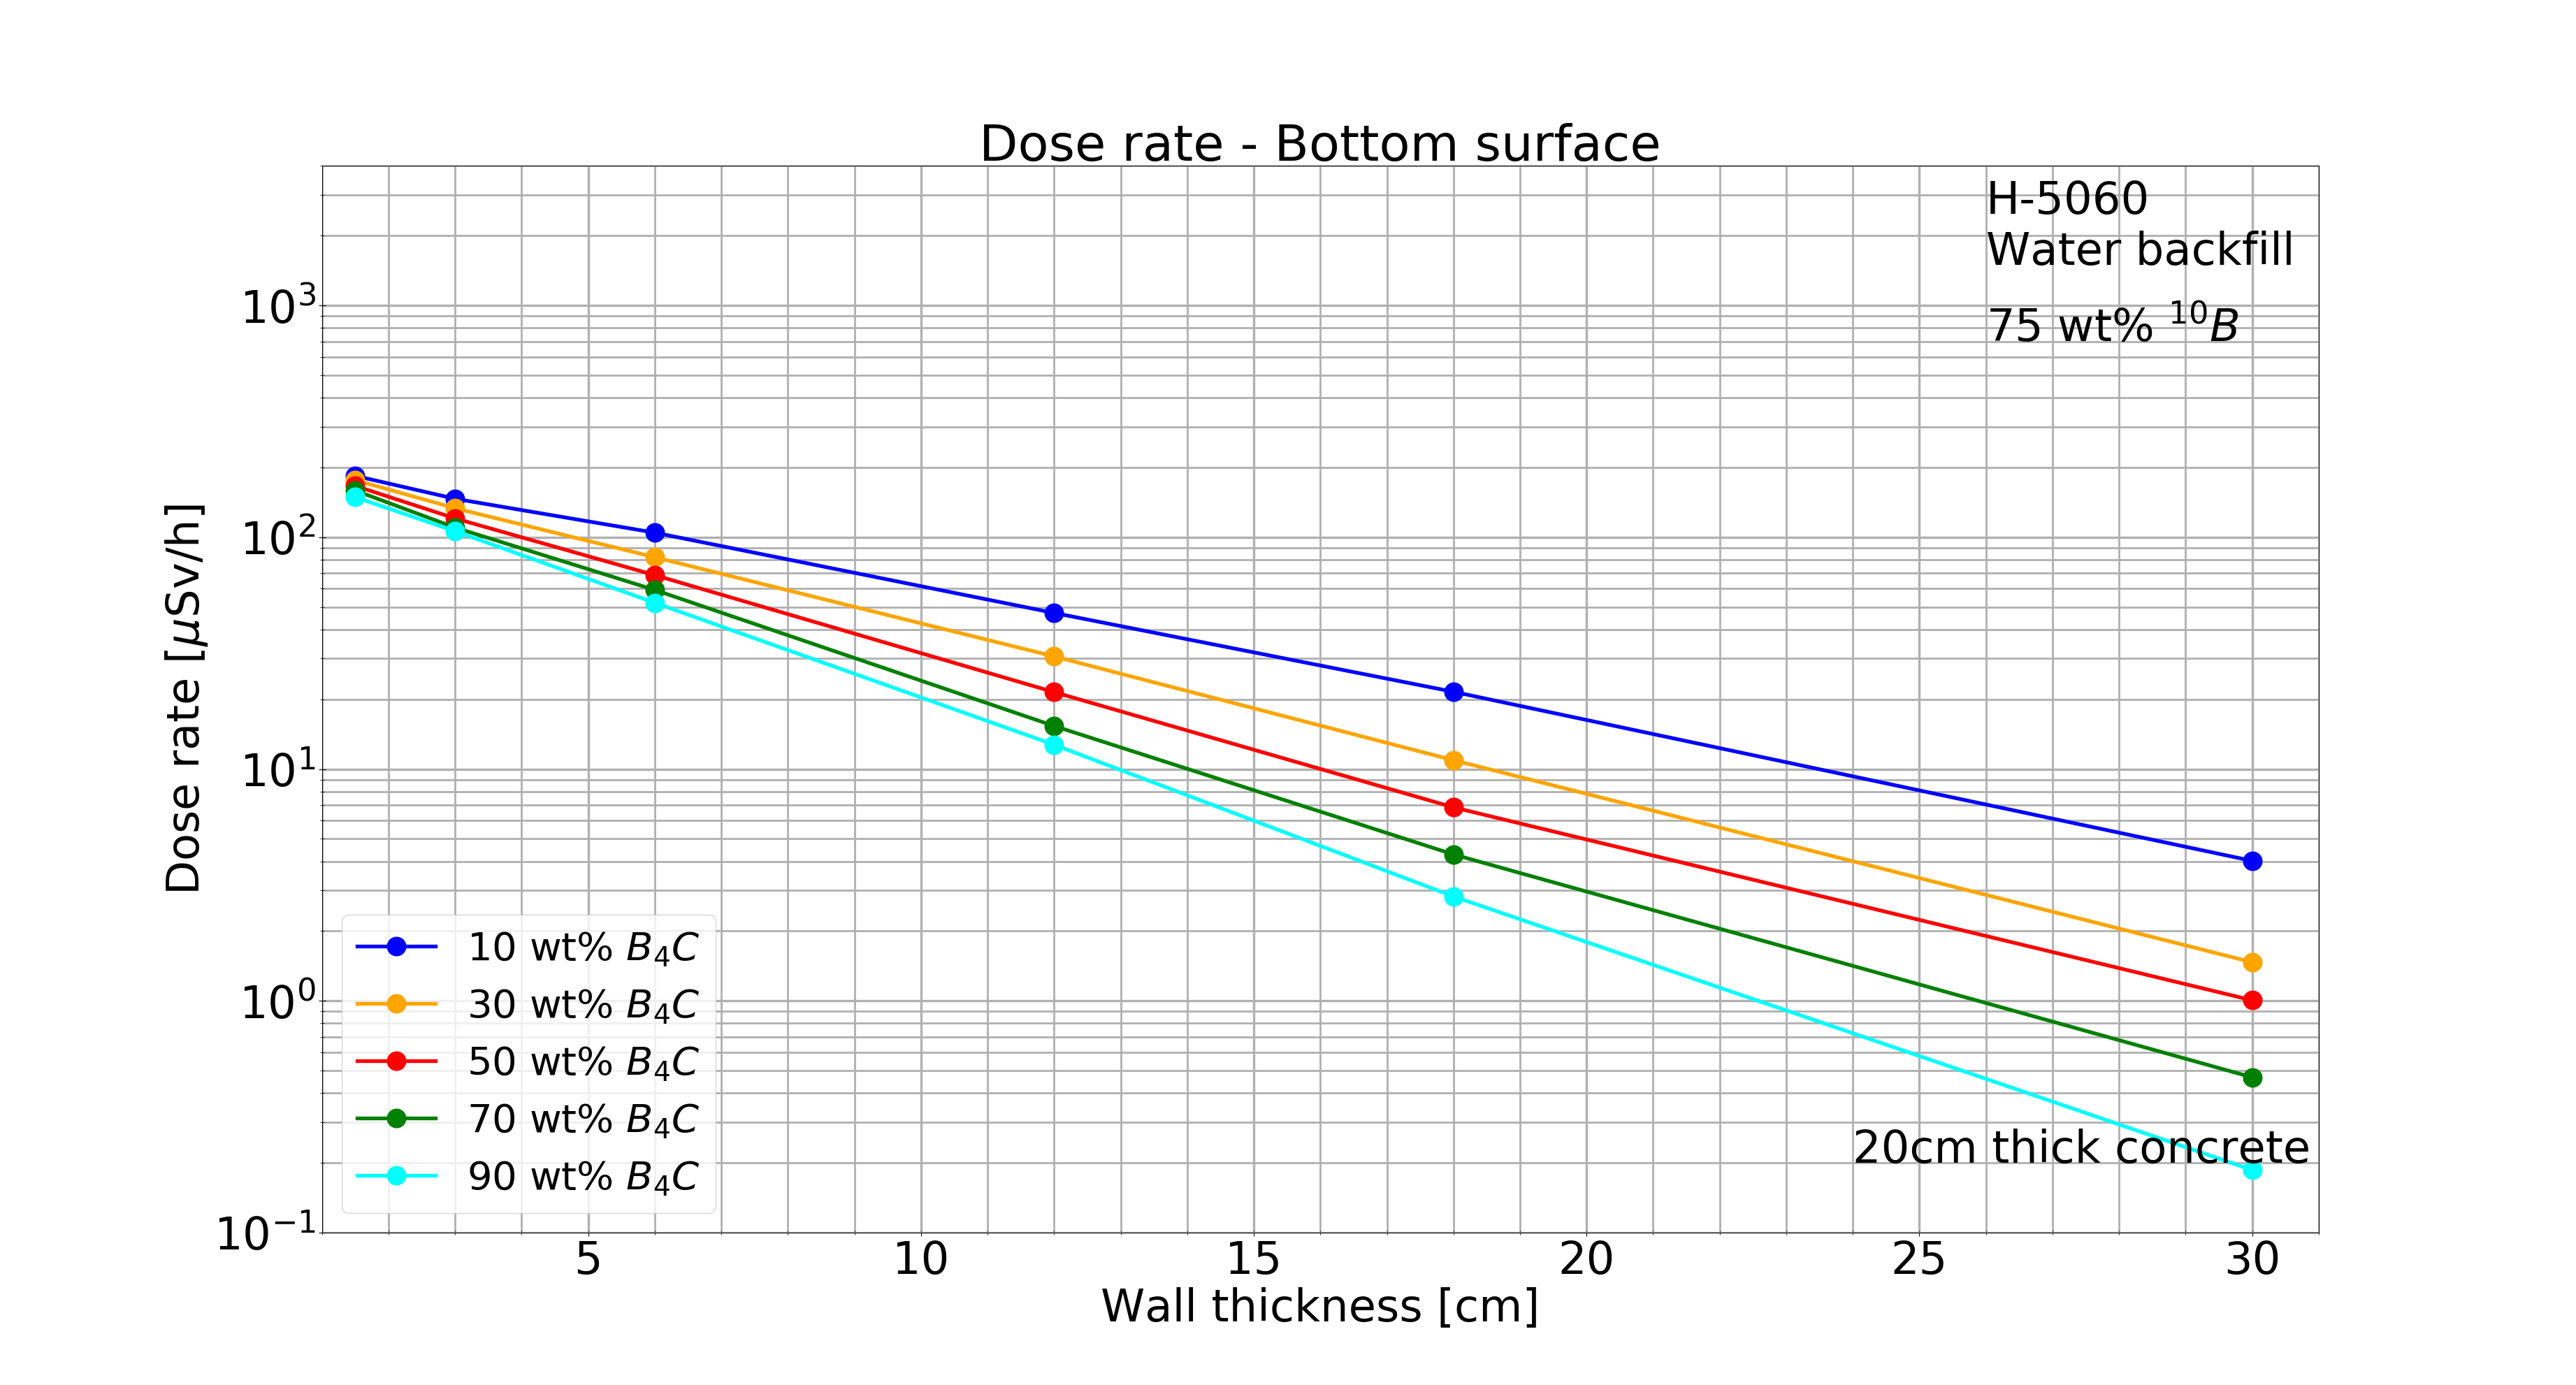 Dose rate - Bottom surface
H-5060
Water backfill
75 wt% ¹⁰B
Dose rate [μSv/h]
10³
10²
10¹
10⁰
10⁻¹
10 wt% B₄C
30 wt% B₄C
50 wt% B₄C
70 wt% B₄C
90 wt% B₄C
20cm thick concrete
5 10 15 20 25 30
Wall thickness [cm]